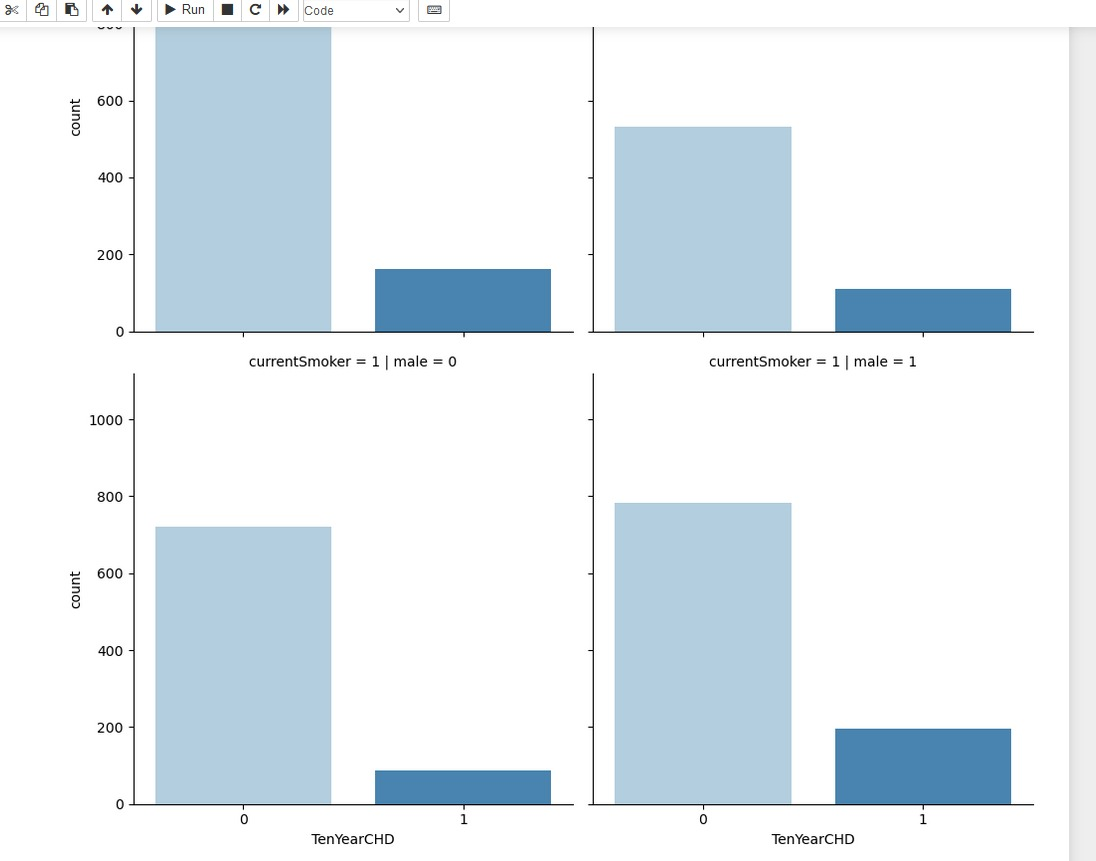 Run
Code
800
600
400
200
0
count
currentSmoker = 1 | male = 0
currentSmoker = 1 | male = 1
1000
800
600
400
200
0
count
0 1 0 1
TenYearCHD TenYearCHD